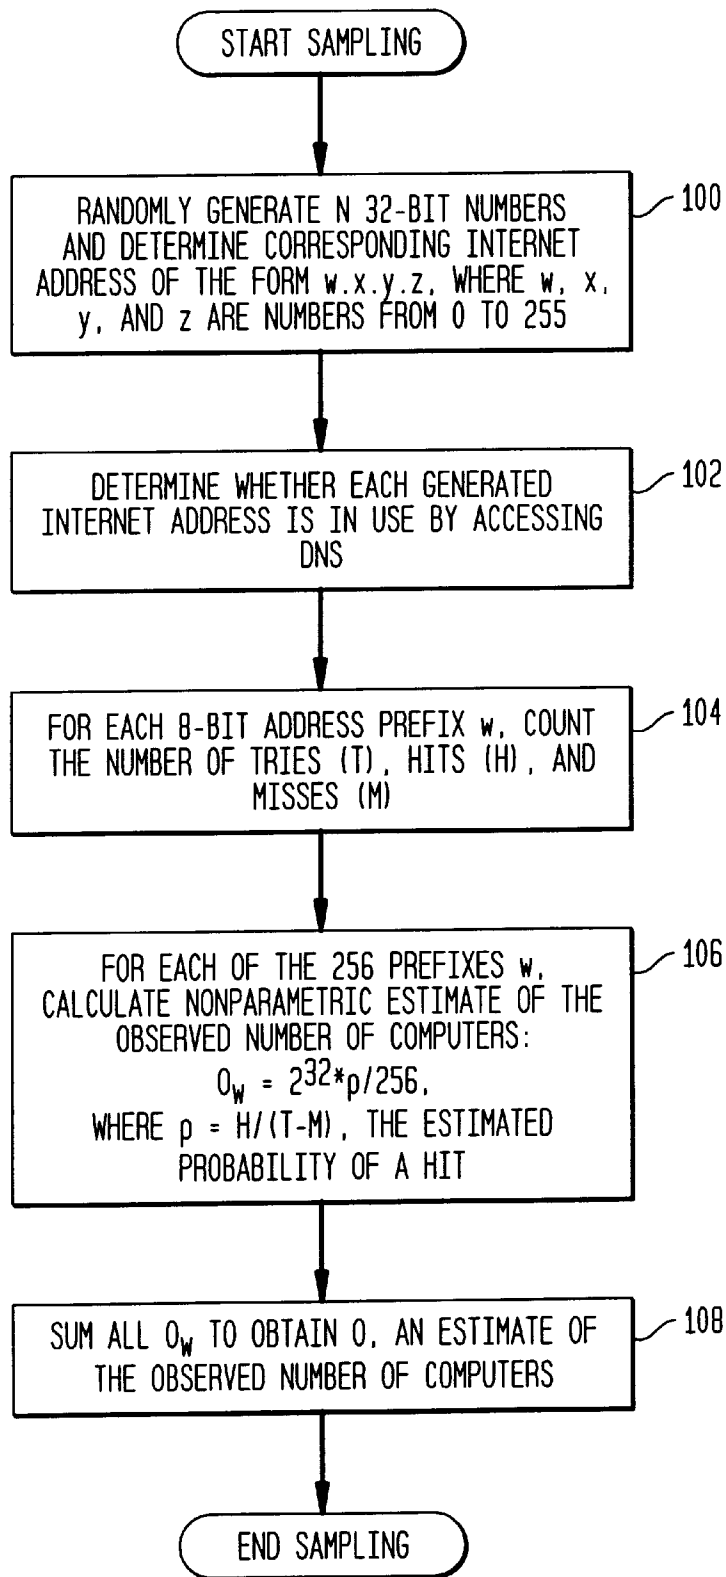 START SAMPLING
RANDOMLY GENERATE N 32-BIT NUMBERS
AND DETERMINE CORRESPONDING INTERNET
ADDRESS OF THE FORM w.x.y.z, WHERE w, x,
y, AND z ARE NUMBERS FROM 0 TO 255
100
DETERMINE WHETHER EACH GENERATED
INTERNET ADDRESS IS IN USE BY ACCESSING
DNS
102
FOR EACH 8-BIT ADDRESS PREFIX w, COUNT
THE NUMBER OF TRIES (T), HITS (H), AND
MISSES (M)
104
FOR EACH OF THE 256 PREFIXES w,
CALCULATE NONPARAMETRIC ESTIMATE OF THE
OBSERVED NUMBER OF COMPUTERS:
O_w = 2^32*p/256,
WHERE p = H/(T-M), THE ESTIMATED
PROBABILITY OF A HIT
106
SUM ALL O_w TO OBTAIN O, AN ESTIMATE OF
THE OBSERVED NUMBER OF COMPUTERS
108
END SAMPLING